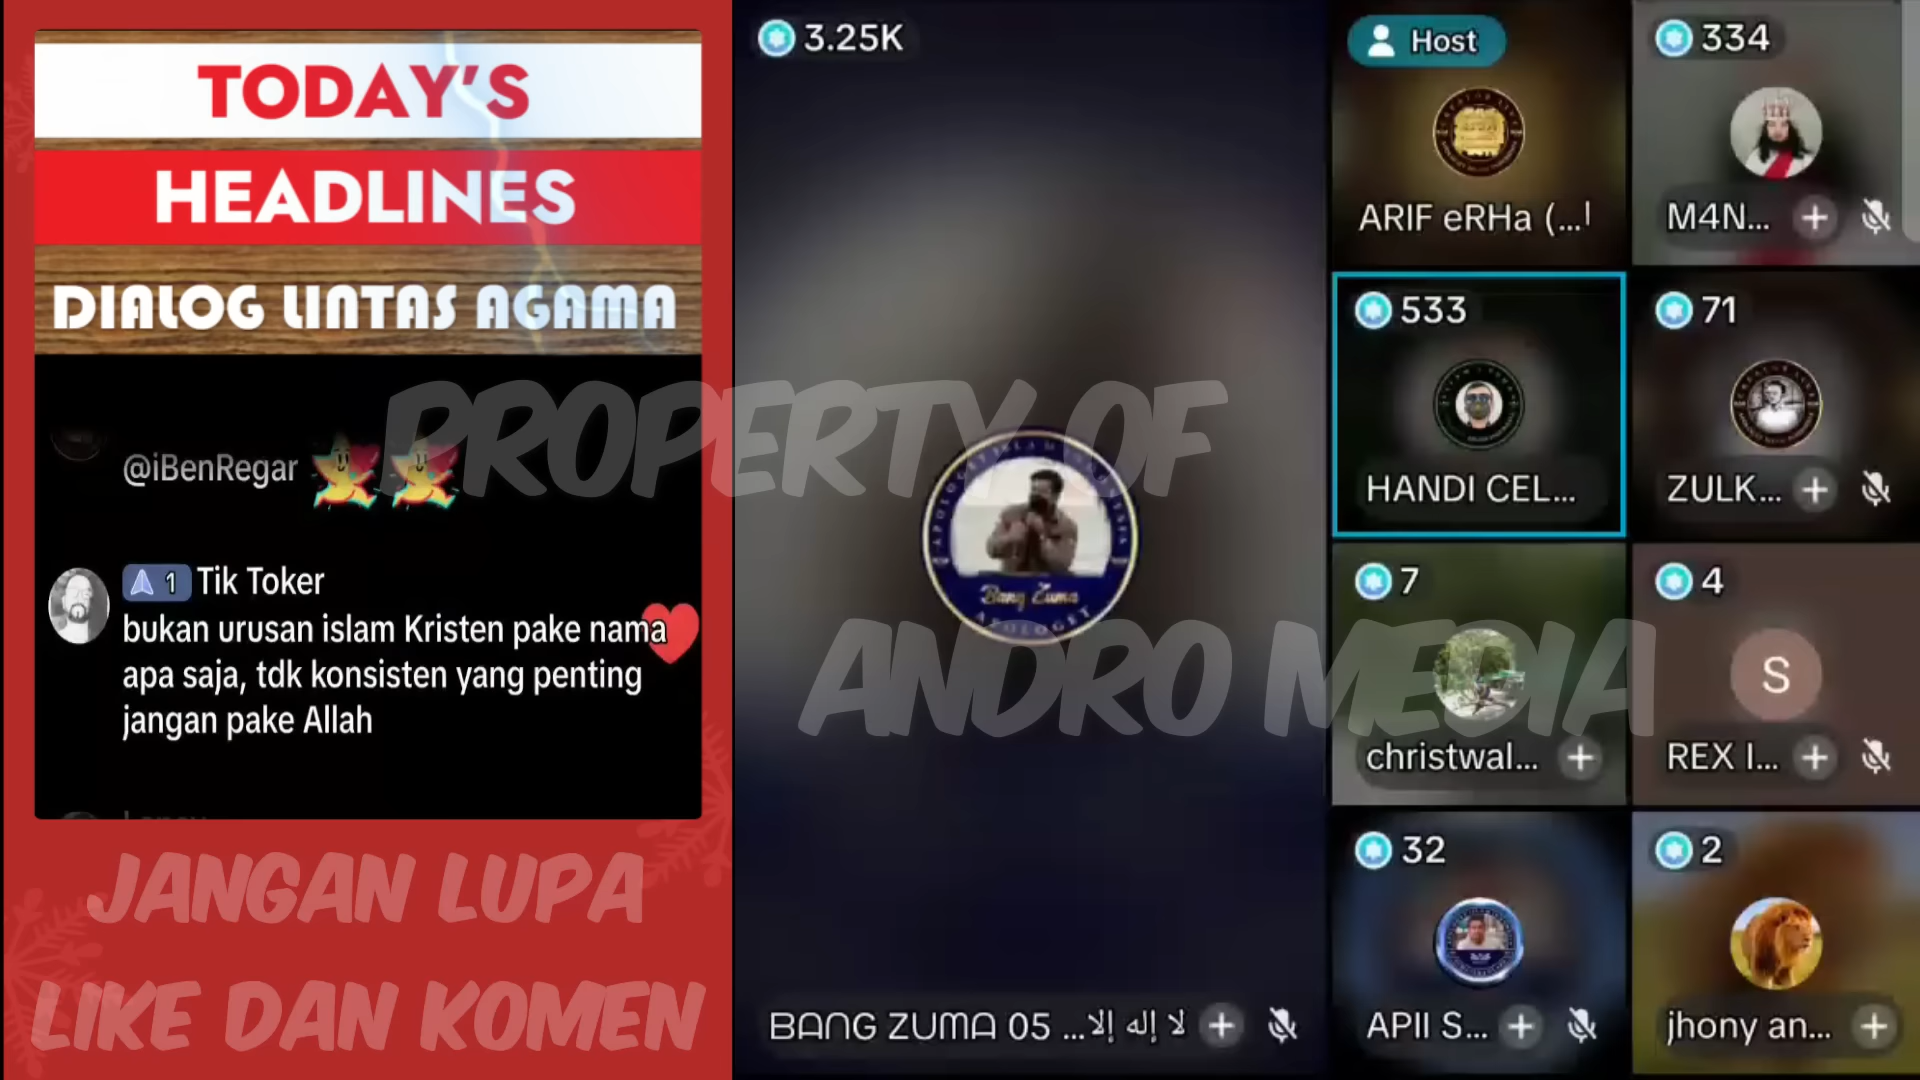 TODAY'S
HEADLINES
DIALOG LINTAS AGAMA
@iBenRegar
1 Tik Toker
bukan urusan islam Kristen pake nama
apa saja, tdk konsisten yang penting
jangan pake Allah
JANGAN LUPA
LIKE DAN KOMEN
PROPERTY OF
ANDRO MEDIA
3.25K
Bang Zuma
APOLOGET
BANG ZUMA 05 ...لا إله إلا
Host
ARIF eRHa (...
334
M4N...
533
HANDI CEL...
71
ZULK...
7
christwal...
4
S
REX I...
32
APII S...
2
jhony an...